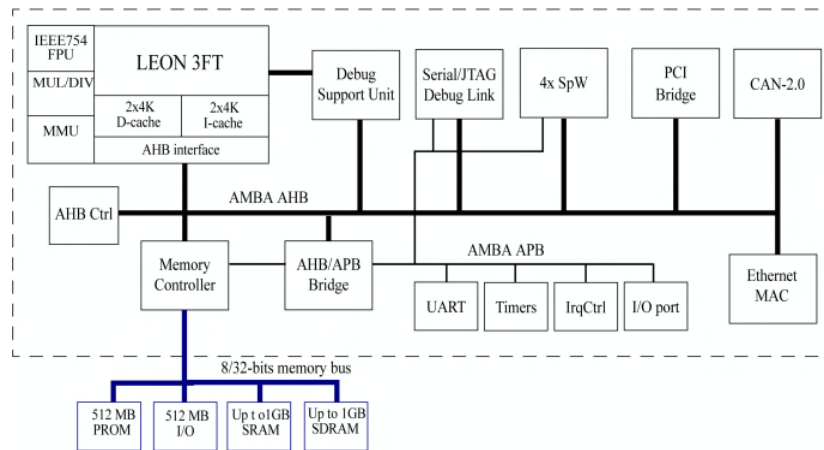 IEEE754
FPU
MUL/DIV
MMU
LEON 3FT
2x4K
D-cache
2x4K
I-cache
AHB interface
Debug
Support Unit
Serial/JTAG
Debug Link
4x SpW
PCI
Bridge
CAN-2.0
AMBA AHB
AHB Ctrl
Memory
Controller
AHB/APB
Bridge
AMBA APB
UART
Timers
IrqCtrl
I/O port
Ethernet
MAC
8/32-bits memory bus
512 MB
PROM
512 MB
I/O
Up t o1GB
SRAM
Up to 1GB
SDRAM